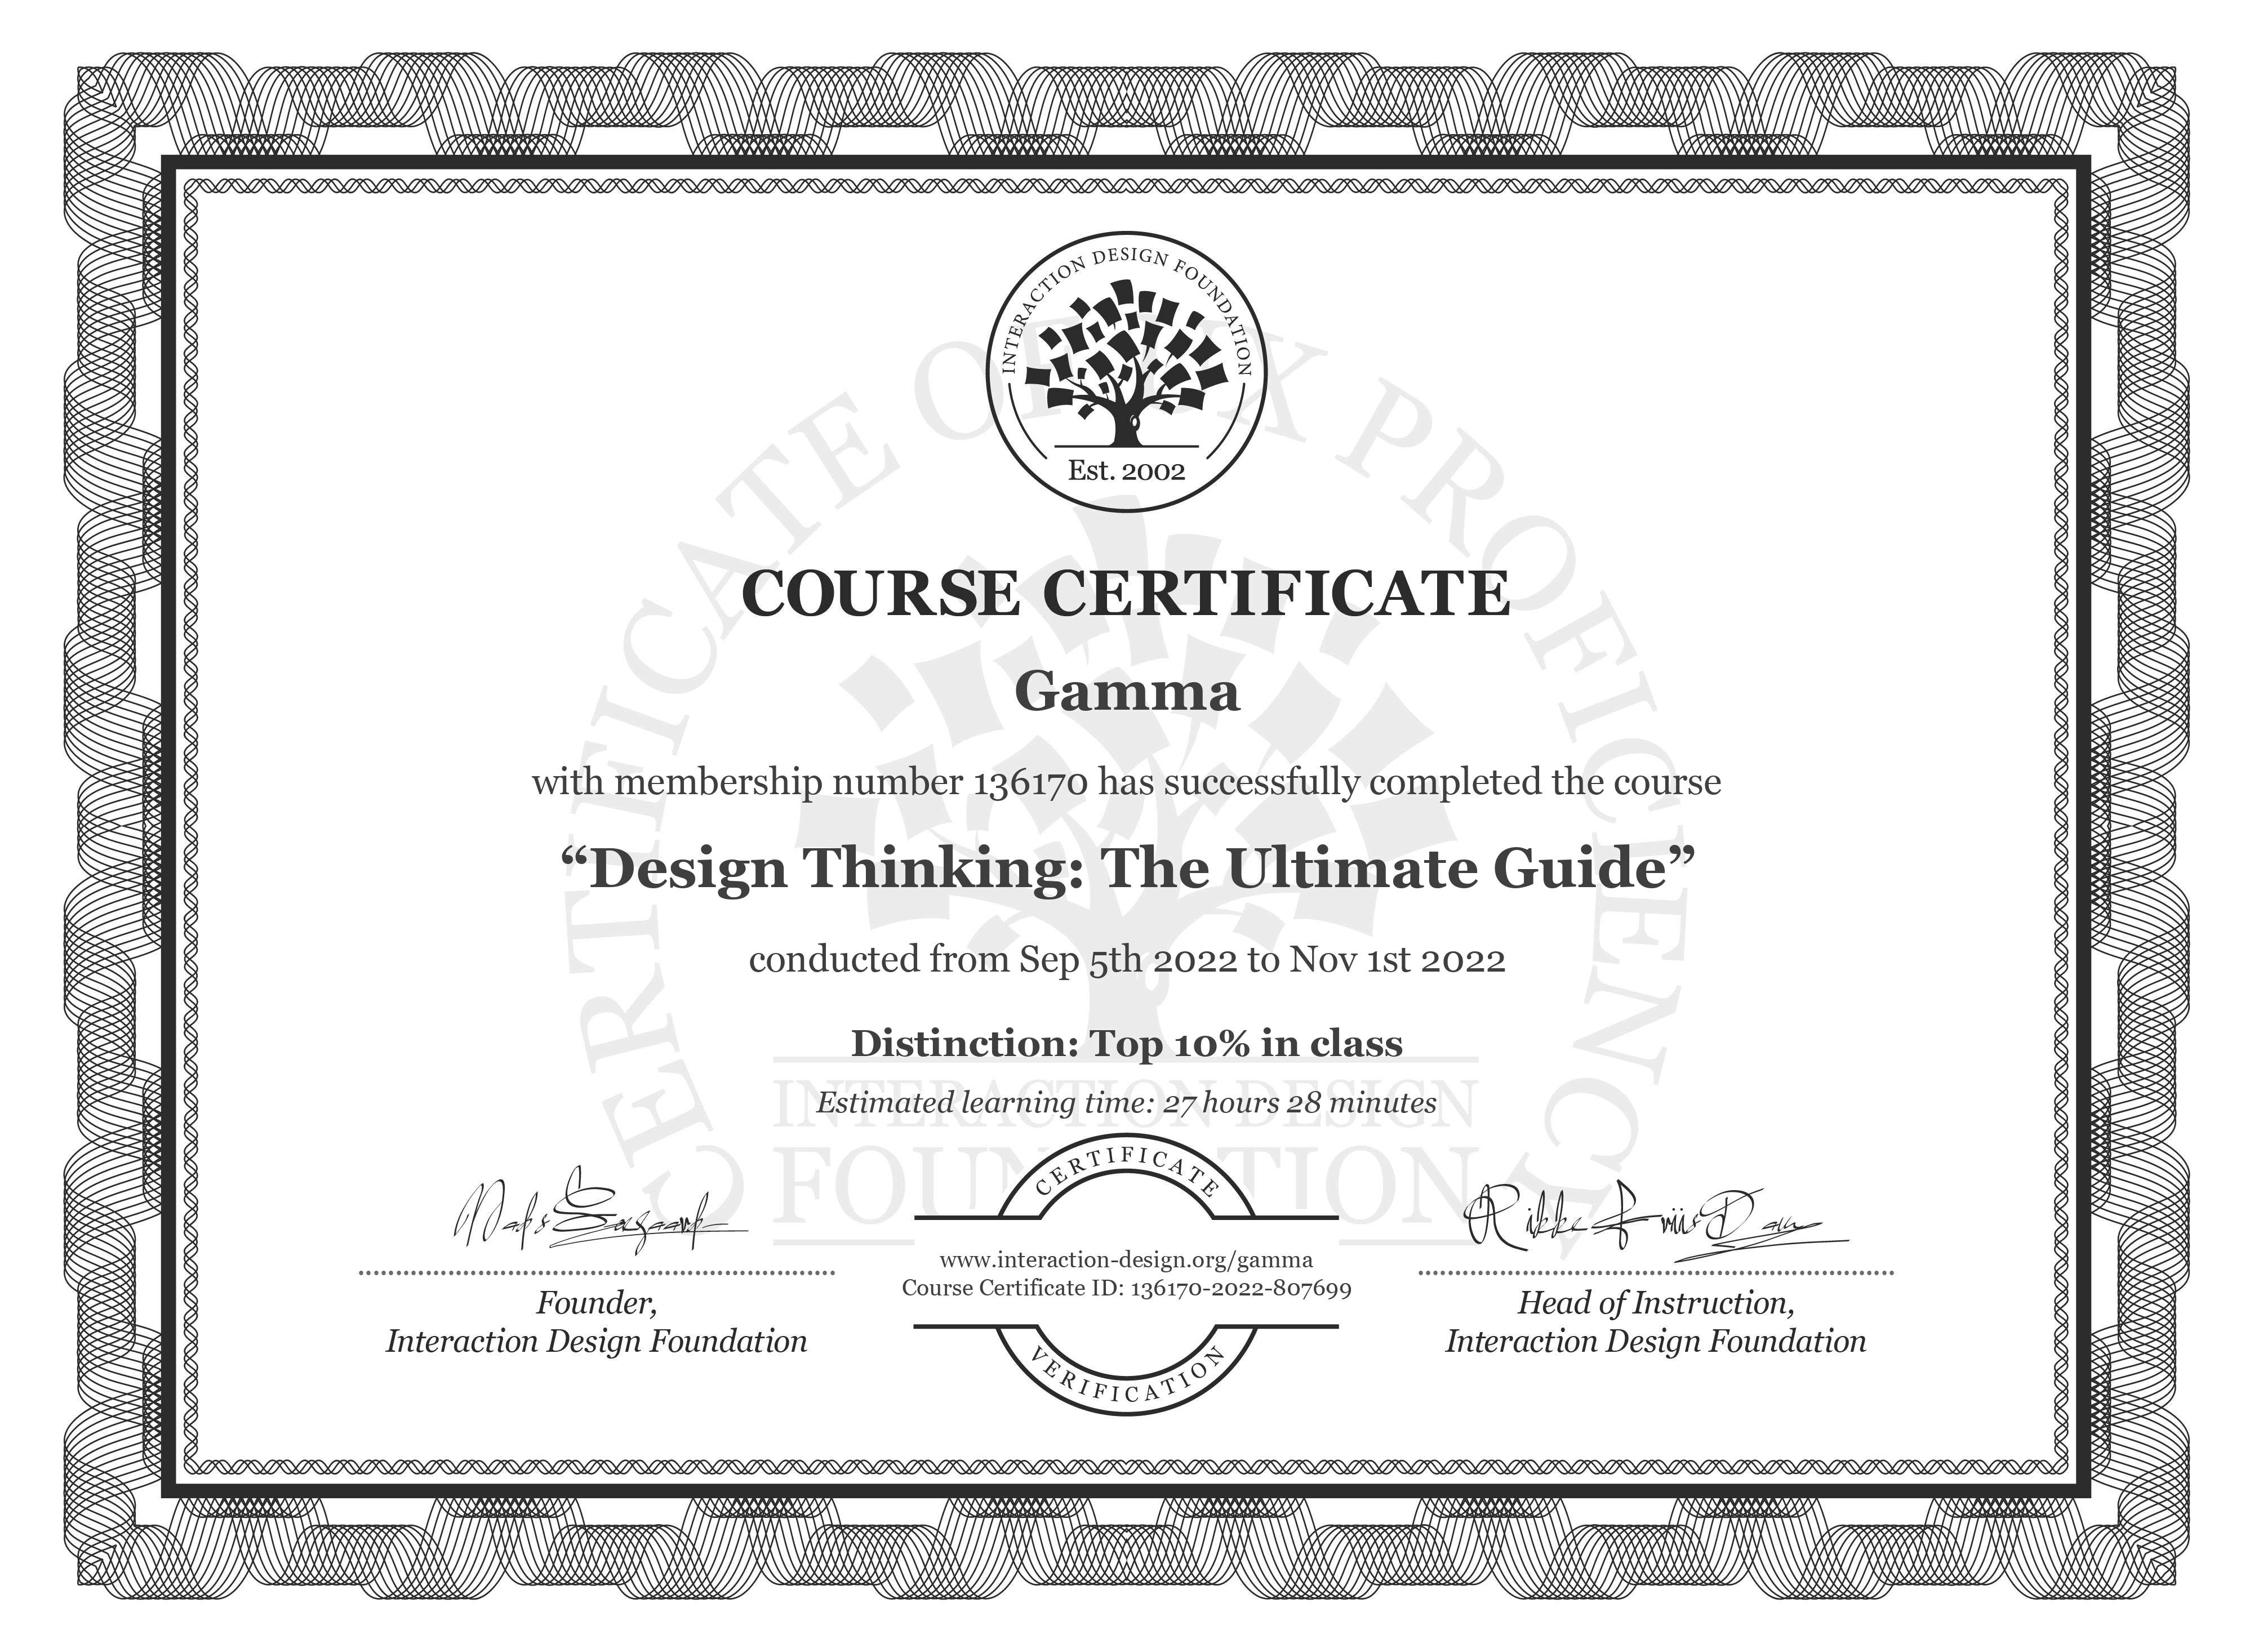 INTERACTION DESIGN FOUNDATION
Est. 2002
CERTIFICATE OF UX PROFICIENCY
COURSE CERTIFICATE
Gamma
with membership number 136170 has successfully completed the course
“Design Thinking: The Ultimate Guide”
conducted from Sep 5th 2022 to Nov 1st 2022
Distinction: Top 10% in class
INTERACTION DESIGN
FOUNDATION
Estimated learning time: 27 hours 28 minutes
CERTIFICATE
www.interaction-design.org/gamma
Course Certificate ID: 136170-2022-807699
VERIFICATION
Mads Soegaard
Founder,
Interaction Design Foundation
Rikke Friis Dam
Head of Instruction,
Interaction Design Foundation